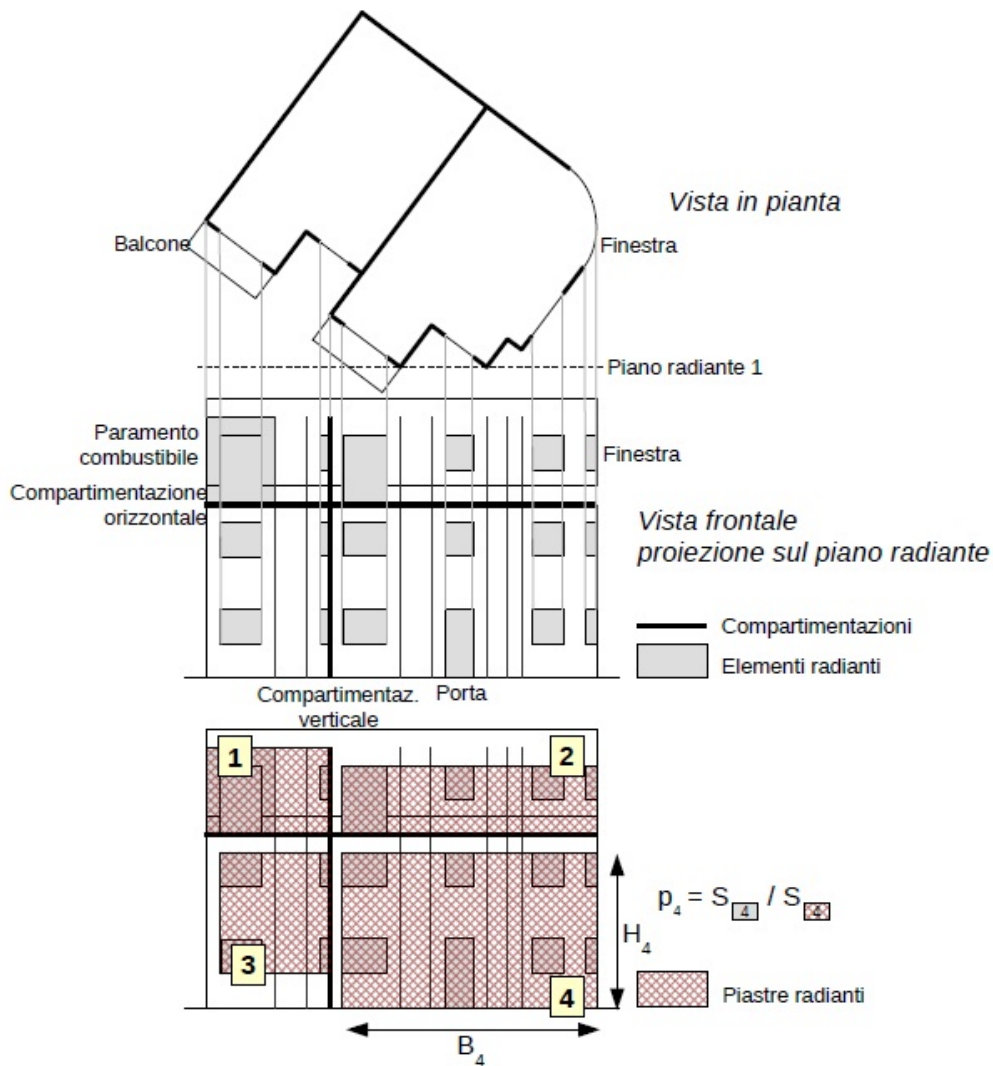 Vista in pianta
Balcone
Finestra
Piano radiante 1
Paramento
combustibile
Finestra
Compartimentazione
orizzontale
Vista frontale
proiezione sul piano radiante
Compartimentazioni
Elementi radianti
Compartimentaz.
verticale
Porta
1
2
p4 = S4 / S4
H4
3
Piastre radianti
4
B4